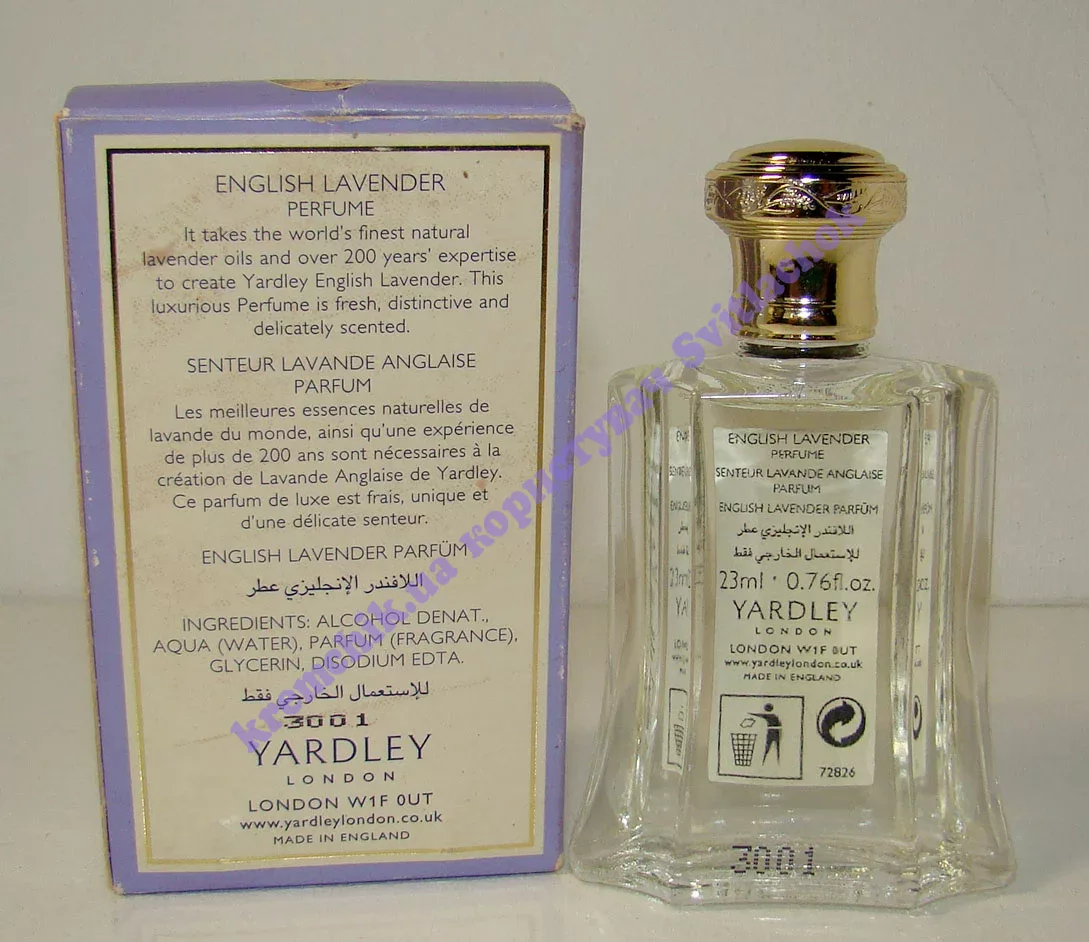 ENGLISH LAVENDER
PERFUME
It takes the world's finest natural
lavender oils and over 200 years' expertise
to create Yardley English Lavender. This
luxurious Perfume is fresh, distinctive and
delicately scented.
SENTEUR LAVANDE ANGLAISE
PARFUM
Les meilleures essences naturelles de
lavande du monde, ainsi qu'une expérience
de plus de 200 ans sont nécessaires à la
création de Lavande Anglaise de Yardley.
Ce parfum de luxe est frais, unique et
d'une délicate senteur.
ENGLISH LAVENDER PARFÜM
اللافندر الإنجليزي عطر
INGREDIENTS: ALCOHOL DENAT.,
AQUA (WATER), PARFUM (FRAGRANCE),
GLYCERIN, DISODIUM EDTA.
للإستعمال الخارجي فقط
3001
YARDLEY
LONDON
LONDON W1F 0UT
www.yardleylondon.co.uk
MADE IN ENGLAND
ENGLISH LAVENDER
PERFUME
SENTEUR LAVANDE ANGLAISE
PARFUM
ENGLISH LAVENDER PARFÜM
اللافندر الإنجليزي عطر
للإستعمال الخارجي فقط
23ml · 0.76fl.oz.
YARDLEY
LONDON
LONDON W1F 0UT
www.yardleylondon.co.uk
MADE IN ENGLAND
72826
3001
kromobik.ua користувач Svitlachok